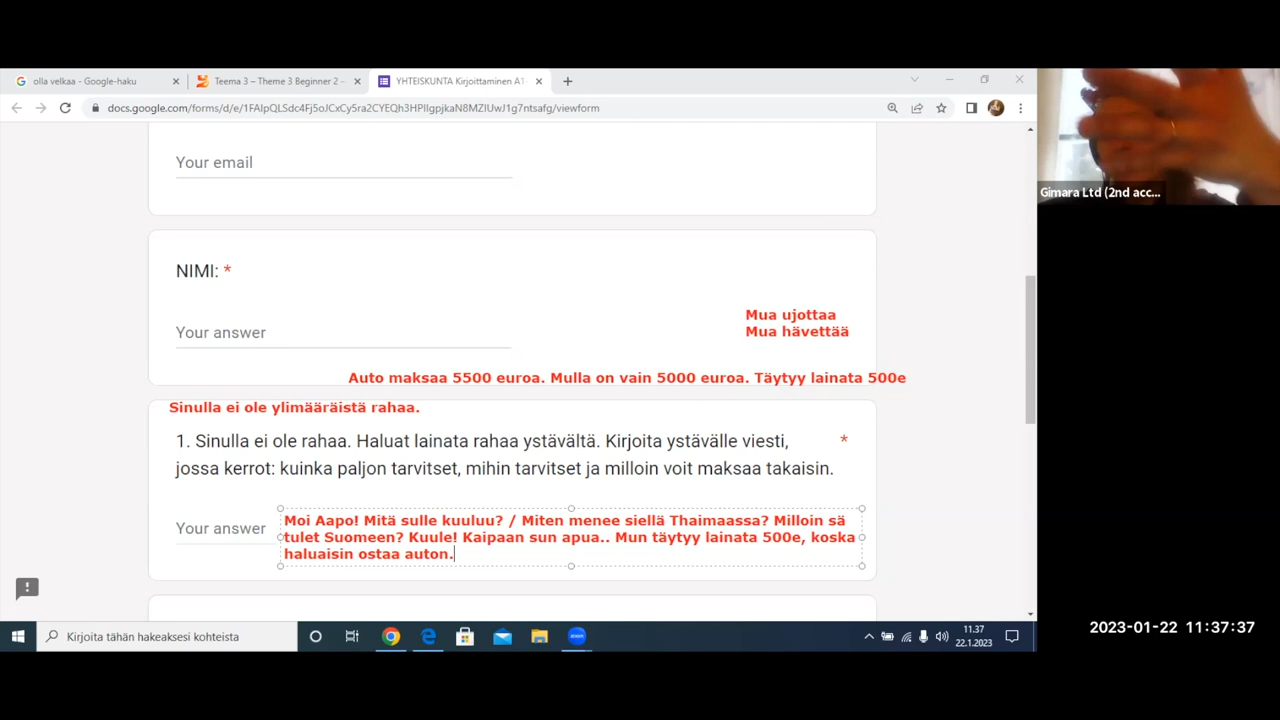 olla velkaa - Google-haku
Teema 3 – Theme 3 Beginner 2 –
YHTEISKUNTA Kirjoittaminen A1
docs.google.com/forms/d/e/1FAIpQLSdc4Fj5oJCxCy5ra2CYEQh3HPIIgpjkaN8MZIUwJ1g7ntsafg/viewform
Gimara Ltd (2nd acc...
Your email
NIMI: *
Your answer
Mua ujottaa
Mua hävettää
Auto maksaa 5500 euroa. Mulla on vain 5000 euroa. Täytyy lainata 500e
Sinulla ei ole ylimääräistä rahaa.
1. Sinulla ei ole rahaa. Haluat lainata rahaa ystävältä. Kirjoita ystävälle viesti, *
jossa kerrot: kuinka paljon tarvitset, mihin tarvitset ja milloin voit maksaa takaisin.
Your answer
Moi Aapo! Mitä sulle kuuluu? / Miten menee siellä Thaimaassa? Milloin sä
tulet Suomeen? Kuule! Kaipaan sun apua.. Mun täytyy lainata 500e, koska
haluaisin ostaa auton.
Kirjoita tähän hakeaksesi kohteista
zoom
11.37
22.1.2023
2023-01-22 11:37:37